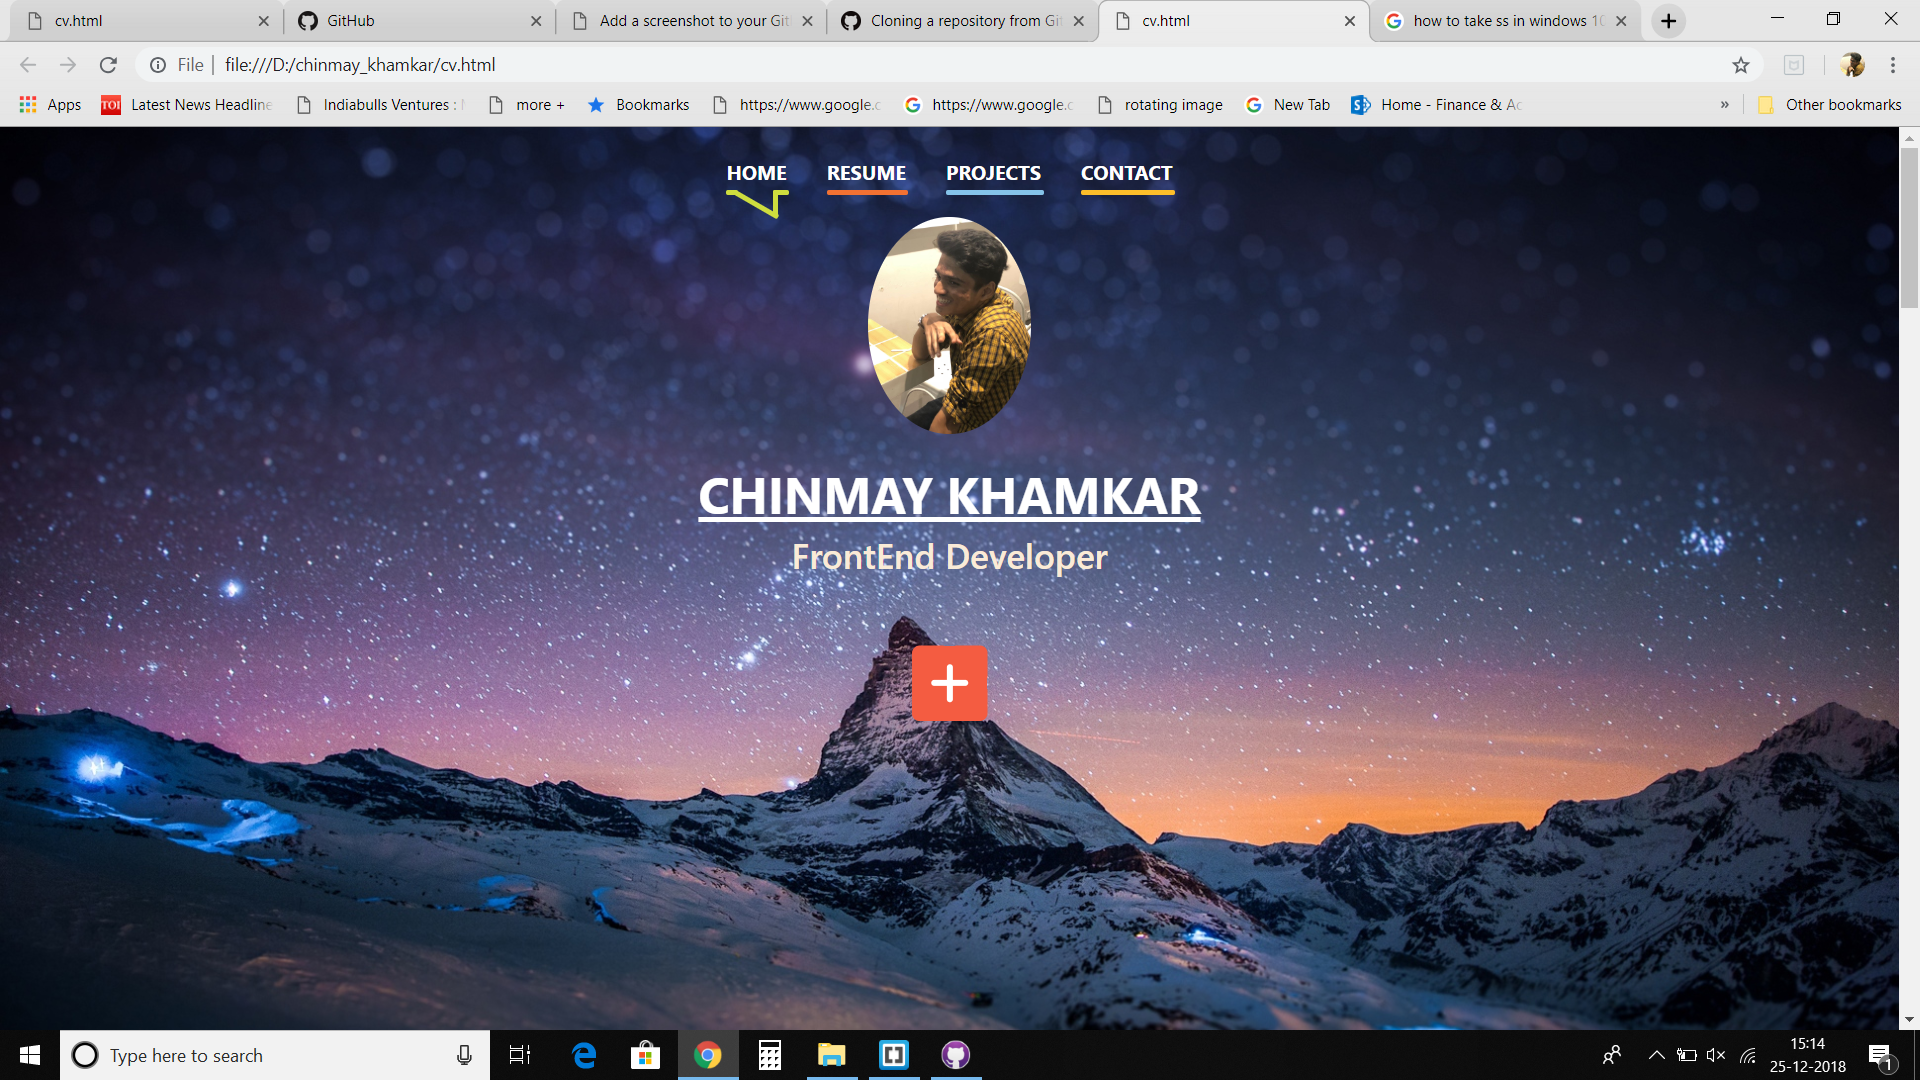 cv.html
GitHub
Add a screenshot to your Git
Cloning a repository from Gi
cv.html
how to take ss in windows 10
File
file:///D:/chinmay_khamkar/cv.html
Apps
TOI
Latest News Headline
Indiabulls Ventures :
more +
Bookmarks
https://www.google.c
https://www.google.c
rotating image
New Tab
Home - Finance & Ac
»
Other bookmarks
HOME
RESUME
PROJECTS
CONTACT
CHINMAY KHAMKAR
FrontEnd Developer
Type here to search
15:14
25-12-2018
1